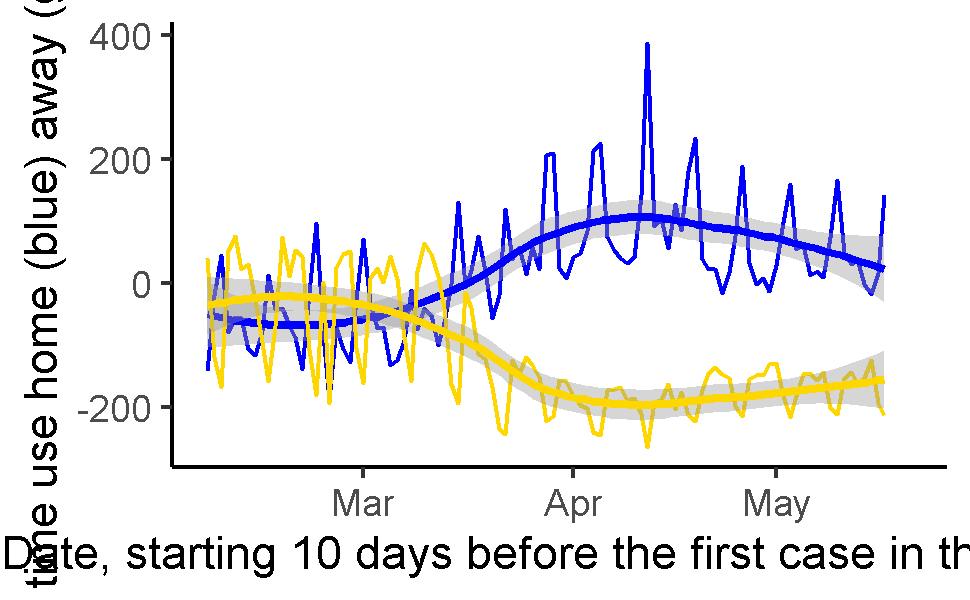 time use home (blue) away (
400
200
0
-200
Mar Apr May
Date, starting 10 days before the first case in th